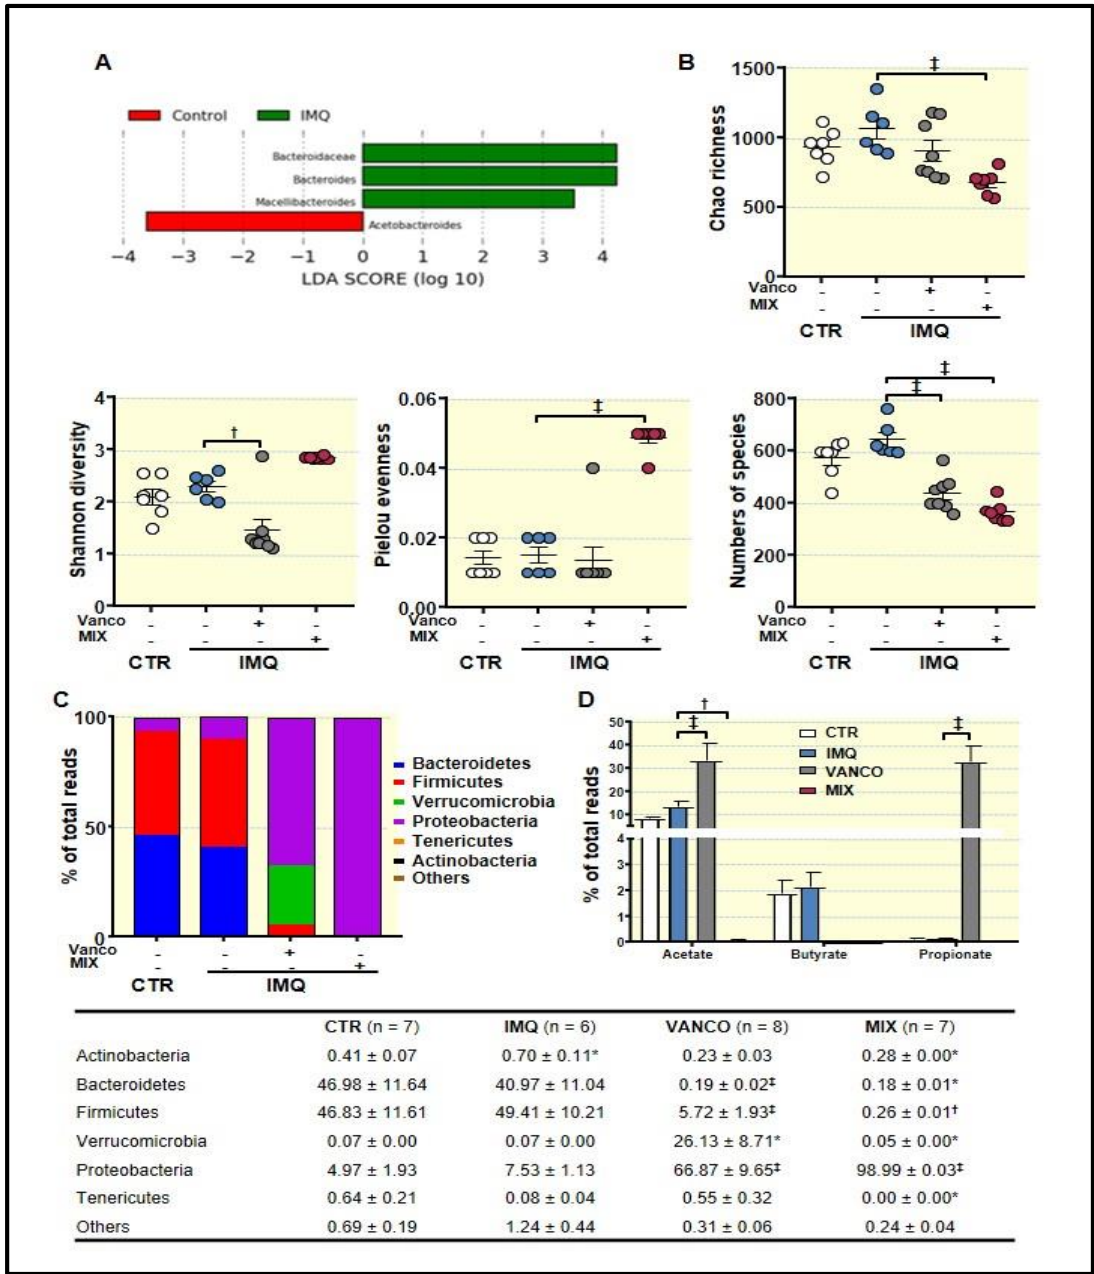 A
Control IMQ
Bacteroidaceae
Bacteroides
Macellibacteroides
Acetobacteroides
−4 −3 −2 −1 0 1 2 3 4
LDA SCORE (log 10)
B
Chao richness
1500
1000
500
0
‡
Vanco - - + -
MIX - - - +
CTR IMQ
Shannon diversity
4
3
2
1
0
†
Vanco - - + -
MIX - - - +
CTR IMQ
Pielou evenness
0.06
0.04
0.02
0.00
‡
Vanco - - + -
MIX - - - +
CTR IMQ
Numbers of species
800
600
400
200
0
‡
‡
Vanco - - + -
MIX - - - +
CTR IMQ
C
% of total reads
100
50
0
Vanco - - + -
MIX - - - +
CTR IMQ
Bacteroidetes
Firmicutes
Verrucomicrobia
Proteobacteria
Tenericutes
Actinobacteria
Others
D
% of total reads
50
40
30
20
10
4
3
2
1
0
†
‡
‡
CTR
IMQ
VANCO
MIX
Acetate Butyrate Propionate
CTR (n = 7) IMQ (n = 6) VANCO (n = 8) MIX (n = 7)
Actinobacteria 0.41 ± 0.07 0.70 ± 0.11* 0.23 ± 0.03 0.28 ± 0.00*
Bacteroidetes 46.98 ± 11.64 40.97 ± 11.04 0.19 ± 0.02‡ 0.18 ± 0.01*
Firmicutes 46.83 ± 11.61 49.41 ± 10.21 5.72 ± 1.93‡ 0.26 ± 0.01†
Verrucomicrobia 0.07 ± 0.00 0.07 ± 0.00 26.13 ± 8.71* 0.05 ± 0.00*
Proteobacteria 4.97 ± 1.93 7.53 ± 1.13 66.87 ± 9.65‡ 98.99 ± 0.03‡
Tenericutes 0.64 ± 0.21 0.08 ± 0.04 0.55 ± 0.32 0.00 ± 0.00*
Others 0.69 ± 0.19 1.24 ± 0.44 0.31 ± 0.06 0.24 ± 0.04